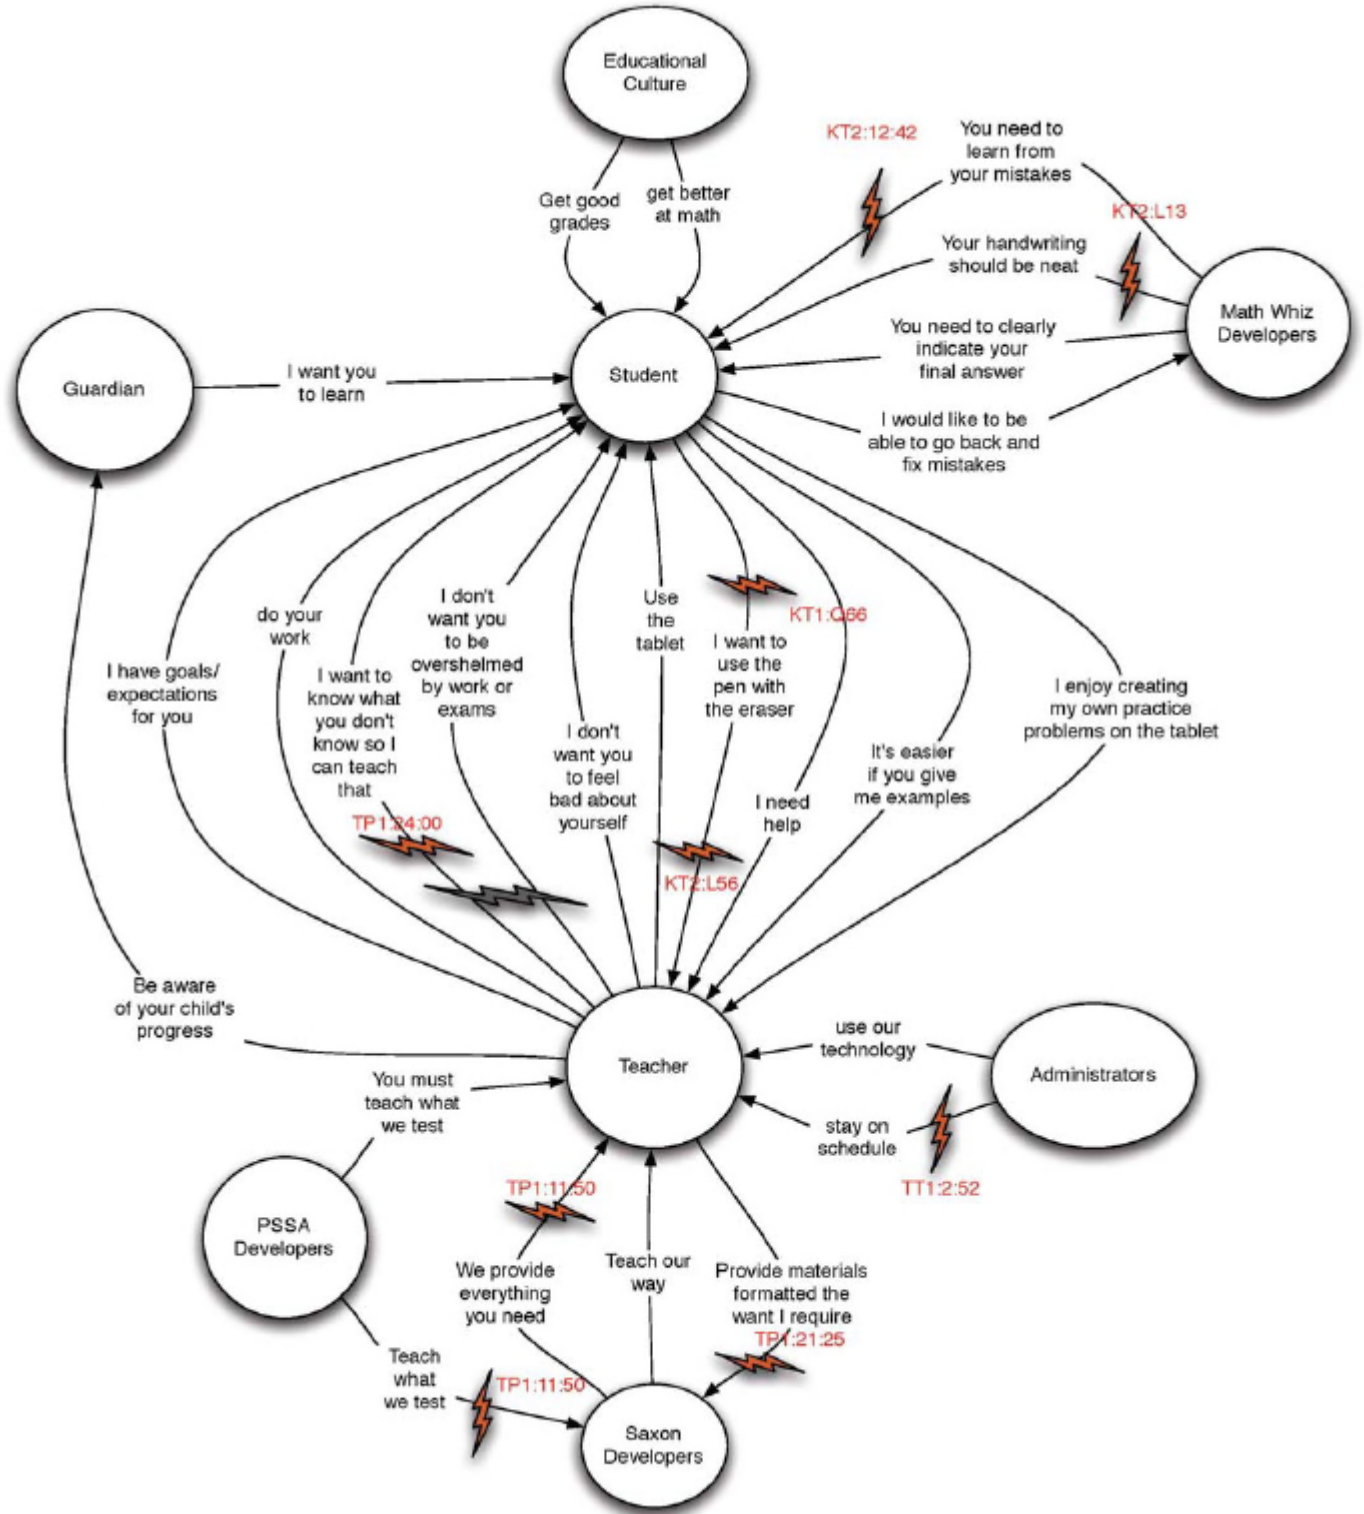 Educational
Culture
KT2:12:42
You need to
learn from
your mistakes
Get good
grades
get better
at math
KT2:L13
Your handwriting
should be neat
Math Whiz
Developers
You need to clearly
indicate your
final answer
Guardian
I want you
to learn
Student
I would like to be
able to go back and
fix mistakes
do your
work
I don't
want you
to be
overshelmed
by work or
exams
Use
the
tablet
KT1:Q66
I want to
use the
pen with
the eraser
I have goals/
expectations
for you
I want to
know what
you don't
know so I
can teach
that
I enjoy creating
my own practice
problems on the tablet
I don't
want you
to feel
bad about
yourself
It's easier
if you give
me examples
I need
help
TP1:24:00
KT2:L56
Be aware
of your child's
progress
use our
technology
Teacher
Administrators
You must
teach what
we test
stay on
schedule
TT1:2:52
TP1:11:50
PSSA
Developers
We provide
everything
you need
Teach our
way
Provide materials
formatted the
want I require
TP1:21:25
Teach
what
we test
TP1:11:50
Saxon
Developers